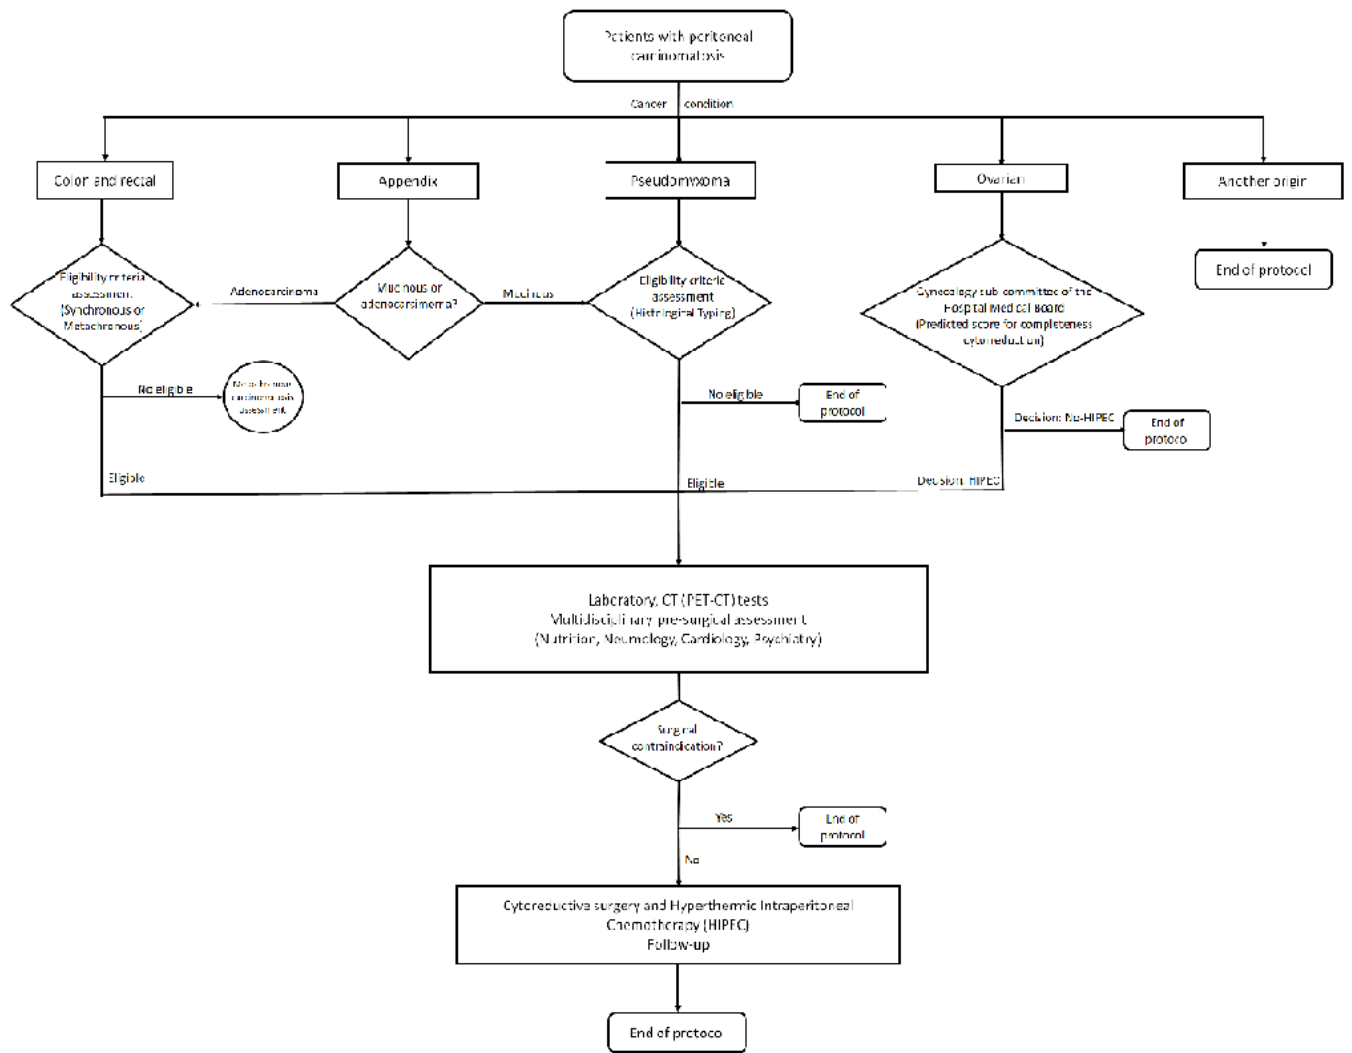 Patients with peritoneal
carcinomatosis
Cancer condition
Colon and rectal
Appendix
Pseudomyxoma
Ovarian
Another origin
Eligibility criteria
assessment
(Synchronous or
Metachronous)
Adenocarcinoma
Mucinous or
Mucinous
Eligibility criteria
assessment
(Histological Typing)
Gynecology sub-committee of the
Hospital Medical Board
(Predicted score for completeness
cytoreduction)
End of protocol
No eligible
carcinomatosis
assessment
No eligible
End of
protocol
Decision: No-HIPEC
End of
protocol
Eligible
Eligible
Decision: HIPEC
Laboratory, CT (PET-CT) tests
Multidisciplinary pre-surgical assessment
(Nutrition, Neumology, Cardiology, Psychiatry)
Surgical
contraindication?
Yes
End of
protocol
No
Cytoreductive surgery and Hyperthermic Intraperitoneal
Chemotherapy (HIPEC)
Follow-up
End of protocol